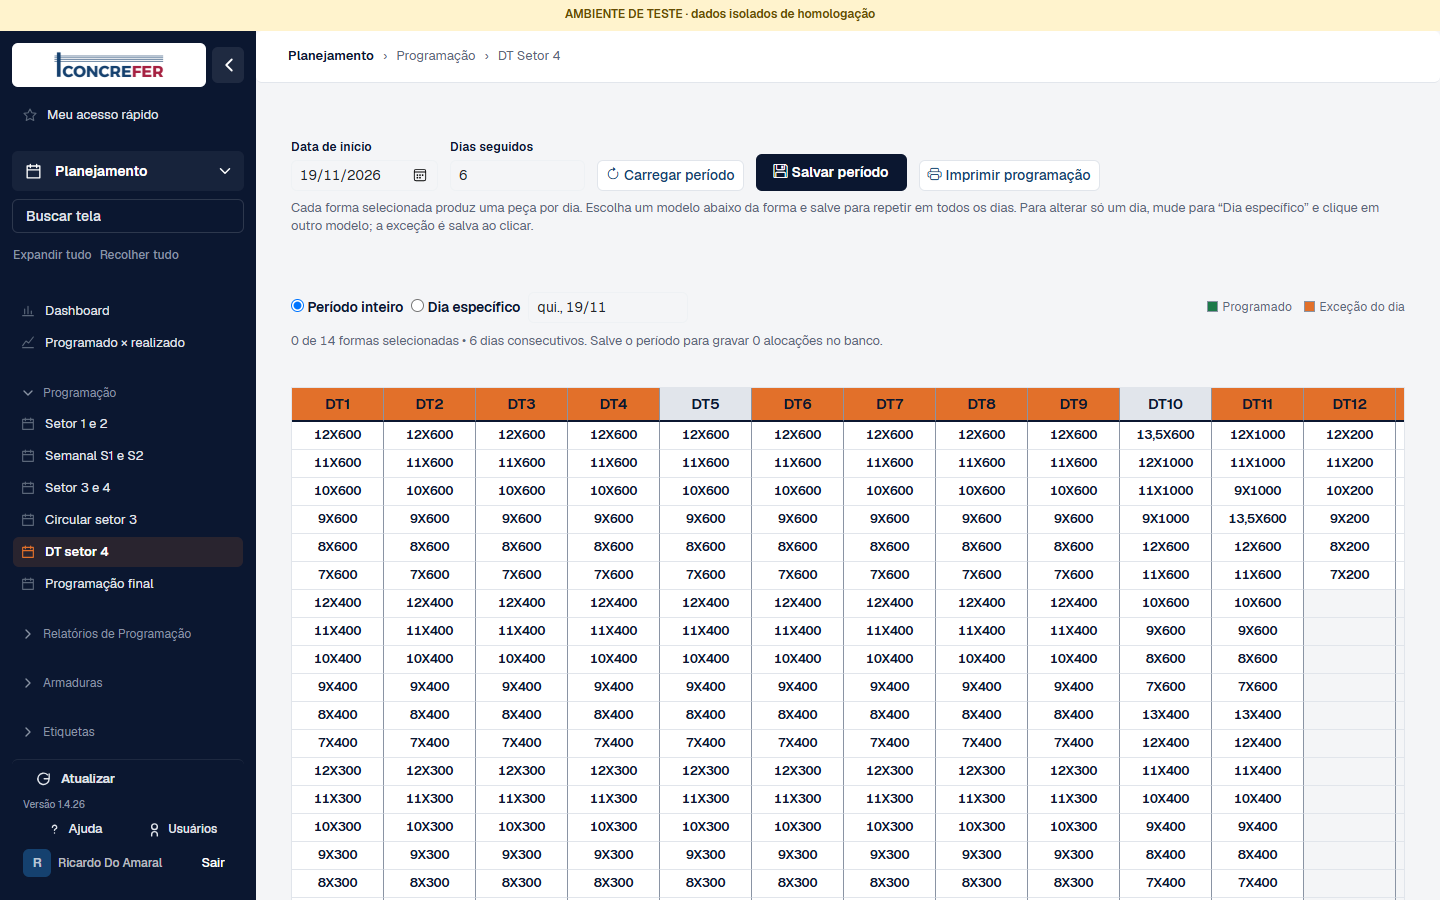 AMBIENTE DE TESTE · dados isolados de homologação
CONCREFER
Meu acesso rápido
Planejamento
Buscar tela
Expandir tudo Recolher tudo
Dashboard
Programado × realizado
Programação
Setor 1 e 2
Semanal S1 e S2
Setor 3 e 4
Circular setor 3
DT setor 4
Programação final
Relatórios de Programação
Armaduras
Etiquetas
Atualizar
Versão 1.4.26
? Ajuda Usuários
R Ricardo Do Amaral Sair
Planejamento › Programação › DT Setor 4
Data de início Dias seguidos
19/11/2026 6 Carregar período Salvar período Imprimir programação
Cada forma selecionada produz uma peça por dia. Escolha um modelo abaixo da forma e salve para repetir em todos os dias. Para alterar só um dia, mude para “Dia específico” e clique em
outro modelo; a exceção é salva ao clicar.
Período inteiro Dia específico qui., 19/11 Programado Exceção do dia
0 de 14 formas selecionadas • 6 dias consecutivos. Salve o período para gravar 0 alocações no banco.
DT1 DT2 DT3 DT4 DT5 DT6 DT7 DT8 DT9 DT10 DT11 DT12
12X600 12X600 12X600 12X600 12X600 12X600 12X600 12X600 12X600 13,5X600 12X1000 12X200
11X600 11X600 11X600 11X600 11X600 11X600 11X600 11X600 11X600 12X1000 11X1000 11X200
10X600 10X600 10X600 10X600 10X600 10X600 10X600 10X600 10X600 11X1000 9X1000 10X200
9X600 9X600 9X600 9X600 9X600 9X600 9X600 9X600 9X600 9X1000 13,5X600 9X200
8X600 8X600 8X600 8X600 8X600 8X600 8X600 8X600 8X600 12X600 12X600 8X200
7X600 7X600 7X600 7X600 7X600 7X600 7X600 7X600 7X600 11X600 11X600 7X200
12X400 12X400 12X400 12X400 12X400 12X400 12X400 12X400 12X400 10X600 10X600
11X400 11X400 11X400 11X400 11X400 11X400 11X400 11X400 11X400 9X600 9X600
10X400 10X400 10X400 10X400 10X400 10X400 10X400 10X400 10X400 8X600 8X600
9X400 9X400 9X400 9X400 9X400 9X400 9X400 9X400 9X400 7X600 7X600
8X400 8X400 8X400 8X400 8X400 8X400 8X400 8X400 8X400 13X400 13X400
7X400 7X400 7X400 7X400 7X400 7X400 7X400 7X400 7X400 12X400 12X400
12X300 12X300 12X300 12X300 12X300 12X300 12X300 12X300 12X300 11X400 11X400
11X300 11X300 11X300 11X300 11X300 11X300 11X300 11X300 11X300 10X400 10X400
10X300 10X300 10X300 10X300 10X300 10X300 10X300 10X300 10X300 9X400 9X400
9X300 9X300 9X300 9X300 9X300 9X300 9X300 9X300 9X300 8X400 8X400
8X300 8X300 8X300 8X300 8X300 8X300 8X300 8X300 8X300 7X400 7X400